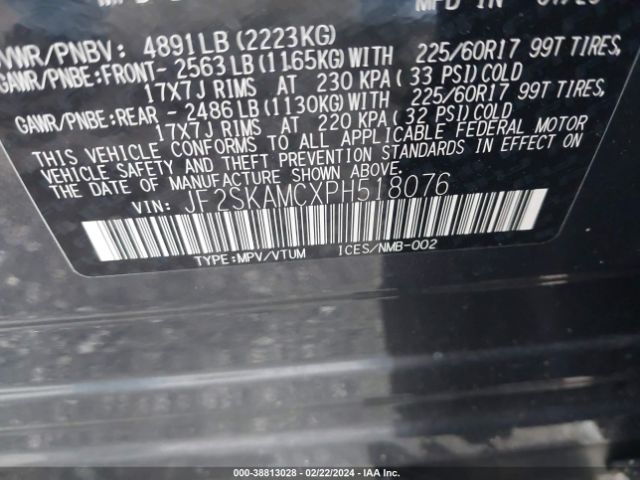 MFD IN
GVWR/PNBV: 4891LB(2223KG)
GAWR/PNBE:FRONT- 2563LB(1165KG)WITH 225/60R17 99T TIRES,
17X7J RIMS AT 230 KPA(33 PSI)COLD
GAWR/PNBE:REAR - 2486LB(1130KG)WITH 225/60R17 99T TIRES,
17X7J RIMS AT 220 KPA(32 PSI)COLD
THIS VEHICLE CONFORMS TO ALL APPLICABLE FEDERAL MOTOR
VEHICLE SAFETY AND THEFT PREVENTION STANDARDS IN EFFECT ON
THE DATE OF MANUFACTURE SHOWN ABOVE.
VIN: JF2SKAMCXPH518076
TYPE:MPV/VTUM ICES/NMB-002
000-38813028 - 02/22/2024 - IAA Inc.